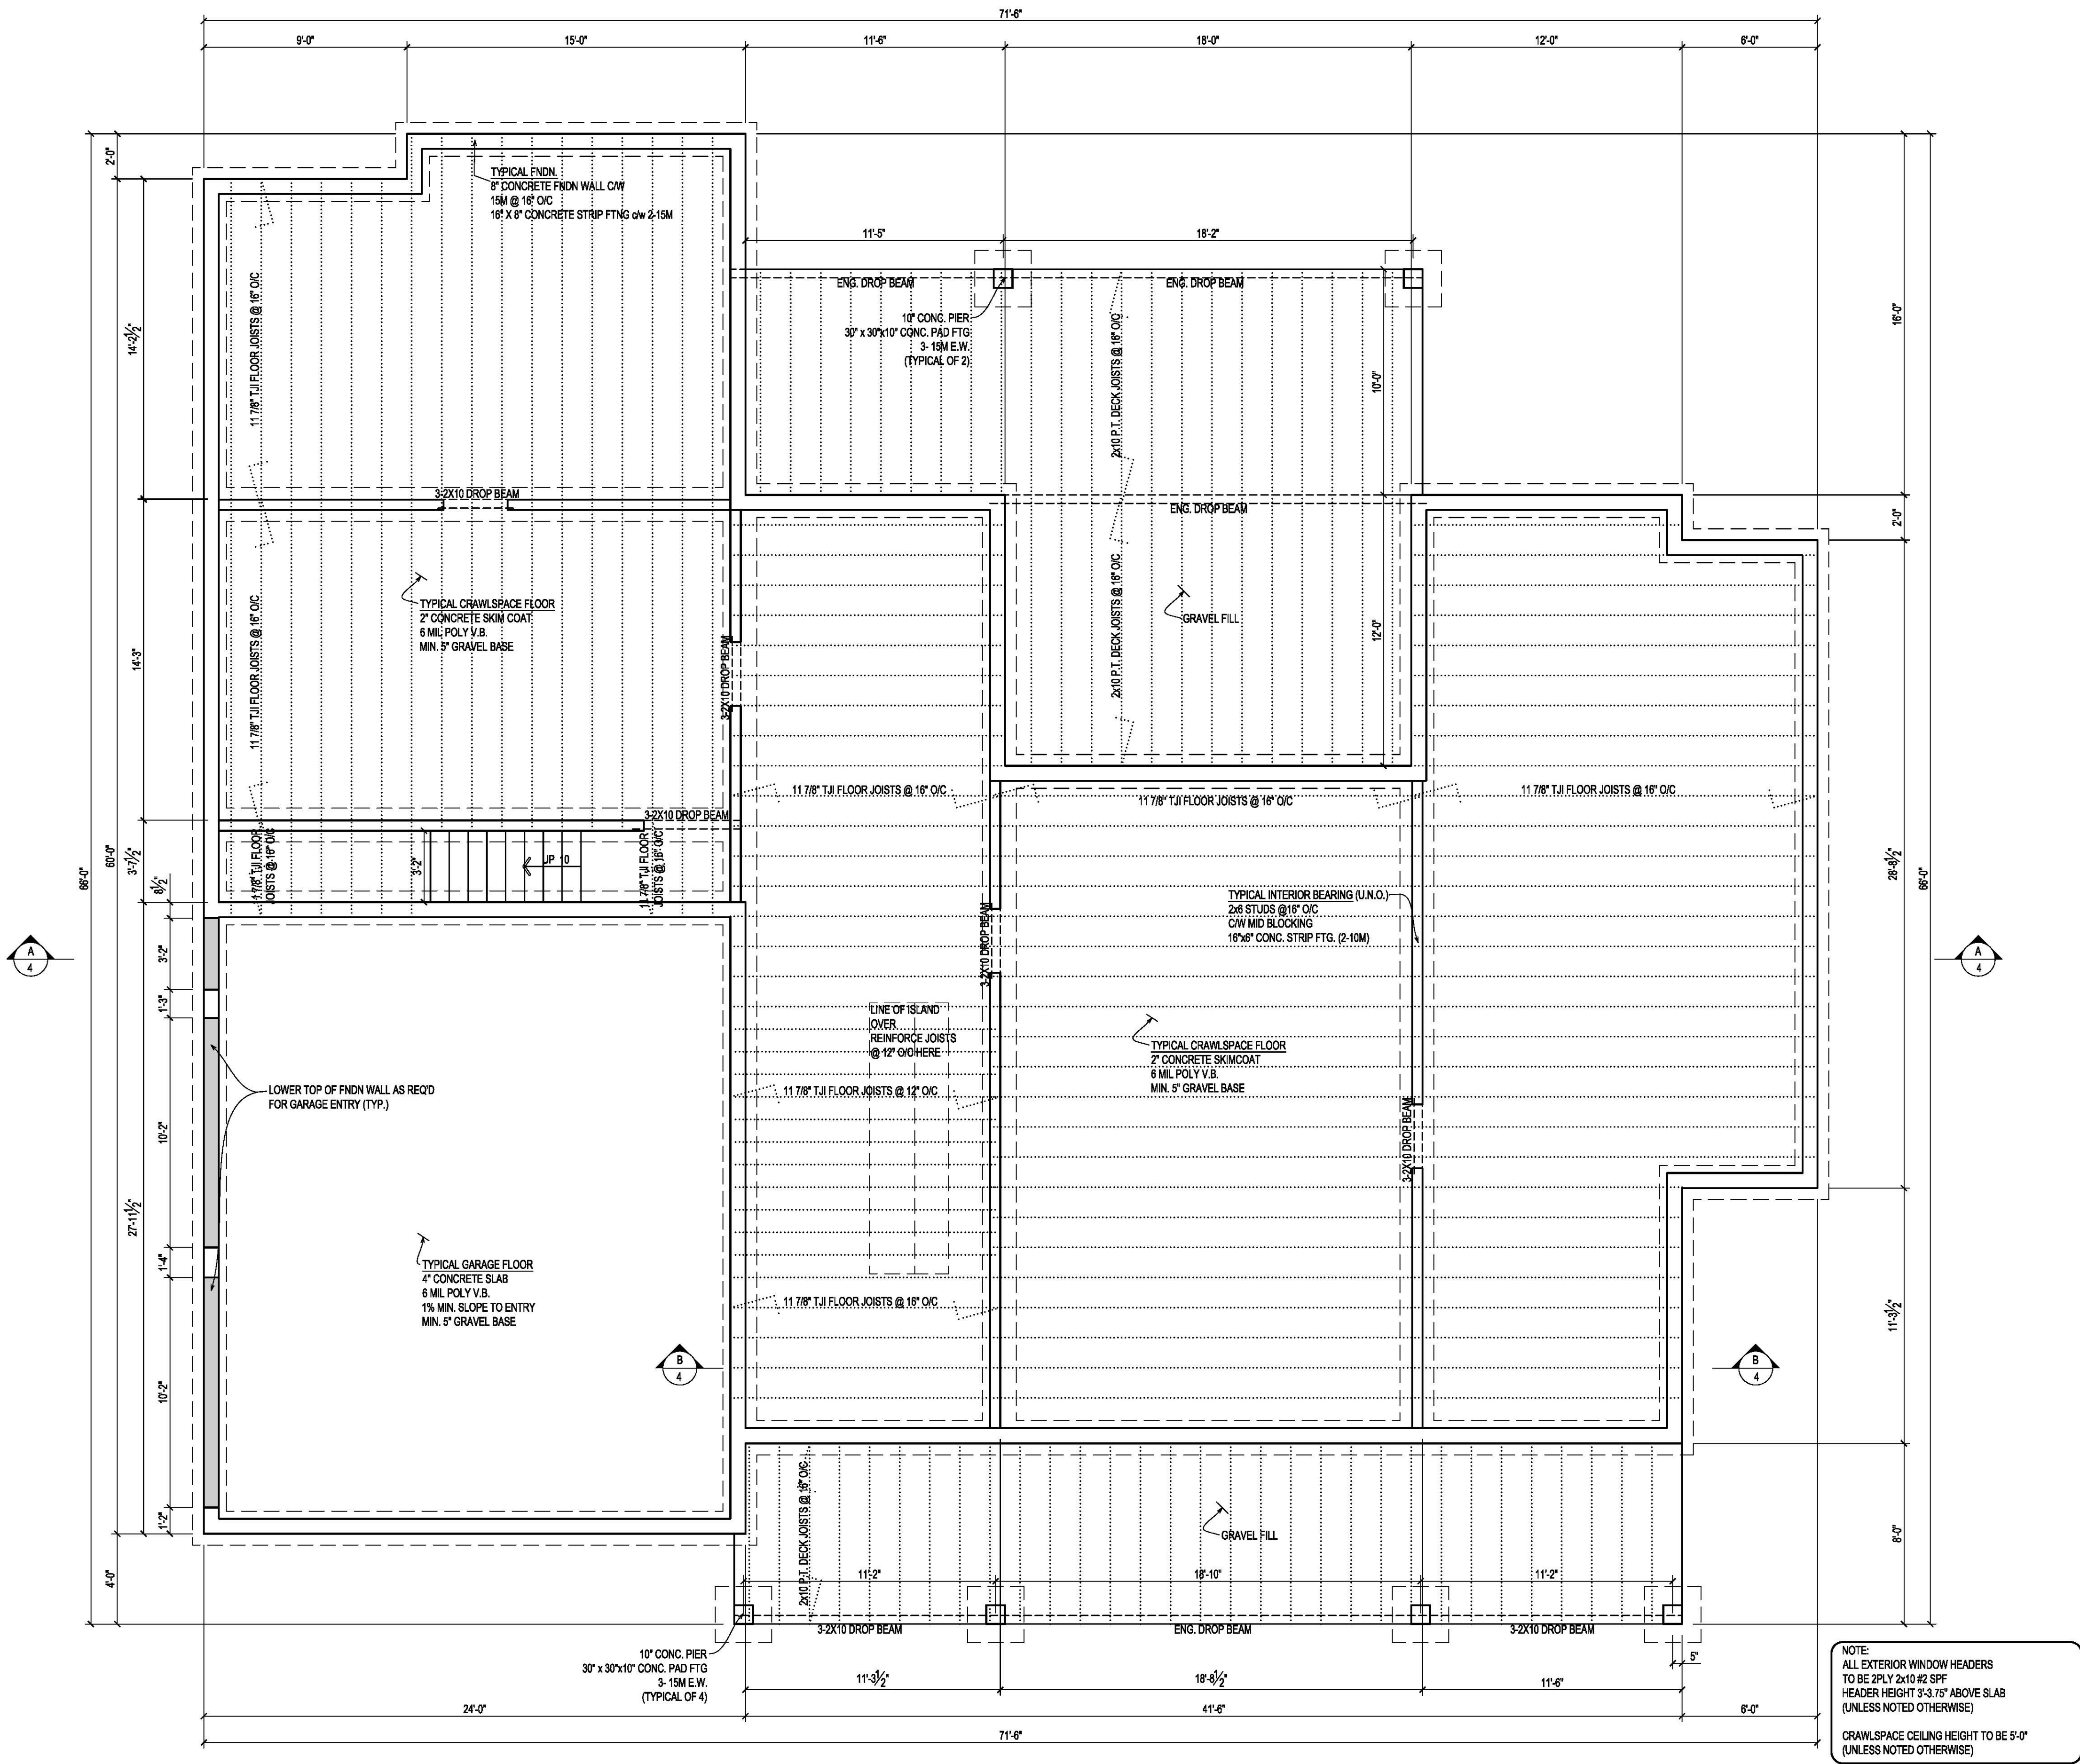 71'-6"
9'-0"
15'-0"
11'-6"
18'-0"
12'-0"
6'-0"
2'-0"
TYPICAL FNDN.
8" CONCRETE FNDN WALL C/W
15M @ 16" O/C
16" X 8" CONCRETE STRIP FTNG c/w 2-15M
11'-5"
18'-2"
ENG. DROP BEAM
ENG. DROP BEAM
10" CONC. PIER
30" x 30"x10" CONC. PAD FTG
3- 15M E.W.
(TYPICAL OF 2)
11 7/8" TJI FLOOR JOISTS @ 16" O/C
2x10 P.T. DECK JOISTS @ 16" O/C
14'-2½"
10'-0"
16'-0"
3-2X10 DROP BEAM
ENG. DROP BEAM
2'-0"
TYPICAL CRAWLSPACE FLOOR
2" CONCRETE SKIM COAT
6 MIL POLY V.B.
MIN. 5" GRAVEL BASE
11 7/8" TJI FLOOR JOISTS @ 16" O/C
2x10 P.T. DECK JOISTS @ 16" O/C
GRAVEL FILL
12'-0"
14'-3"
3-2X10 DROP BEAM
11 7/8" TJI FLOOR JOISTS @ 16" O/C
11 7/8" TJI FLOOR JOISTS @ 16" O/C
11 7/8" TJI FLOOR JOISTS @ 16" O/C
3-2X10 DROP BEAM
66'-0"
60'-0"
3'-7½"
8½"
11 7/8" TJI FLOOR
JOISTS @ 16" O/C
3'-2"
UP 10
11 7/8" TJI FLOOR
JOISTS @ 16" O/C
28'-8½"
66'-0"
TYPICAL INTERIOR BEARING (U.N.O.)
2x6 STUDS @16" O/C
C/W MID BLOCKING
16"x6" CONC. STRIP FTG. (2-10M)
3-2X10 DROP BEAM
A
4
A
4
3'-2"
1'-3"
LINE OF ISLAND
OVER
REINFORCE JOISTS
@ 12" O/C HERE
TYPICAL CRAWLSPACE FLOOR
2" CONCRETE SKIMCOAT
6 MIL POLY V.B.
MIN. 5" GRAVEL BASE
LOWER TOP OF FNDN WALL AS REQ'D
FOR GARAGE ENTRY (TYP.)
11 7/8" TJI FLOOR JOISTS @ 12" O/C
3-2X10 DROP BEAM
10'-2"
27'-11½"
1'-4"
TYPICAL GARAGE FLOOR
4" CONCRETE SLAB
6 MIL POLY V.B.
1% MIN. SLOPE TO ENTRY
MIN. 5" GRAVEL BASE
11 7/8" TJI FLOOR JOISTS @ 16" O/C
11'-3½"
B
4
B
4
10'-2"
1'-2"
2x10 P.T. DECK JOISTS @ 16" O/C
GRAVEL FILL
8'-0"
4'-0"
11'-2"
18'-10"
11'-2"
3-2X10 DROP BEAM
ENG. DROP BEAM
3-2X10 DROP BEAM
10" CONC. PIER
30" x 30"x10" CONC. PAD FTG
3- 15M E.W.
(TYPICAL OF 4)
5"
11'-3½"
18'-8½"
11'-6"
24'-0"
41'-6"
6'-0"
71'-6"
NOTE:
ALL EXTERIOR WINDOW HEADERS
TO BE 2PLY 2x10 #2 SPF
HEADER HEIGHT 3'-3.75" ABOVE SLAB
(UNLESS NOTED OTHERWISE)
CRAWLSPACE CEILING HEIGHT TO BE 5'-0"
(UNLESS NOTED OTHERWISE)